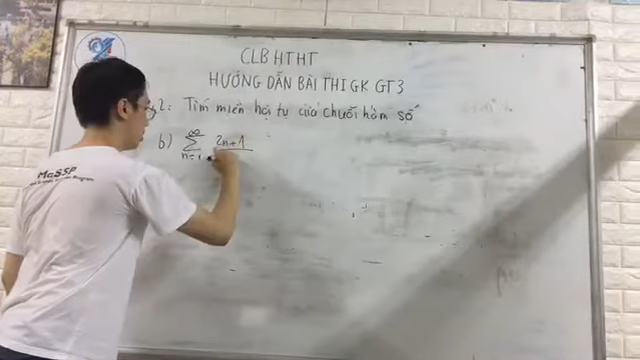 CLB HTHT
HƯỚNG DẪN BÀI THI GK GT3
2: Tìm miền hội tụ của chuỗi hàm số
b) ∞ 2n+1
∑
n=1
MaSSP